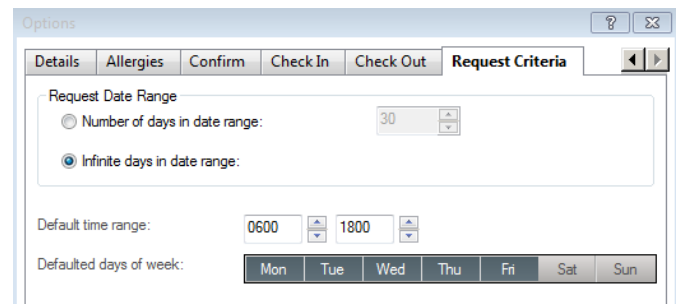 Options
Details Allergies Confirm Check In Check Out Request Criteria
Request Date Range
Number of days in date range: 30
Infinite days in date range:
Default time range: 0600 1800
Defaulted days of week: Mon Tue Wed Thu Fri Sat Sun